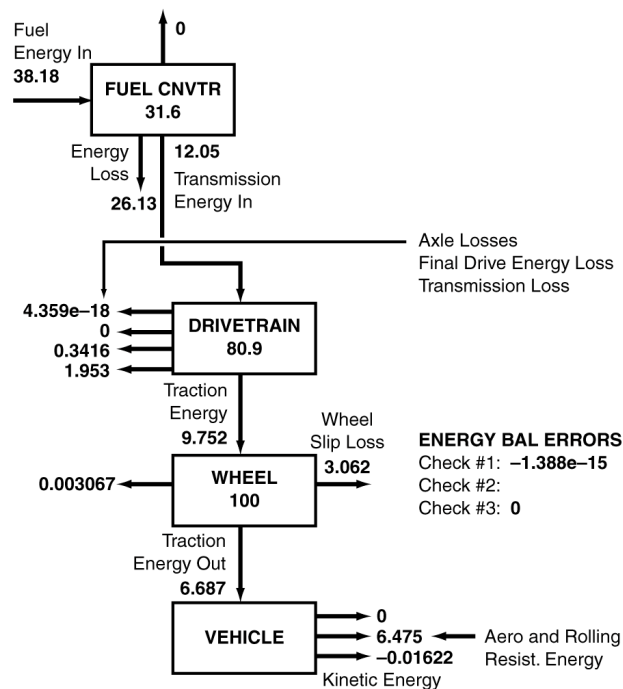 Fuel
Energy In
38.18
0
FUEL CNVTR
31.6
Energy
Loss
26.13
12.05
Transmission
Energy In
Axle Losses
Final Drive Energy Loss
Transmission Loss
4.359e–18
0
0.3416
1.953
DRIVETRAIN
80.9
Traction
Energy
9.752
Wheel
Slip Loss
3.062
0.003067
WHEEL
100
ENERGY BAL ERRORS
Check #1: –1.388e–15
Check #2:
Check #3: 0
Traction
Energy Out
6.687
VEHICLE
0
6.475
–0.01622
Kinetic Energy
Aero and Rolling
Resist. Energy